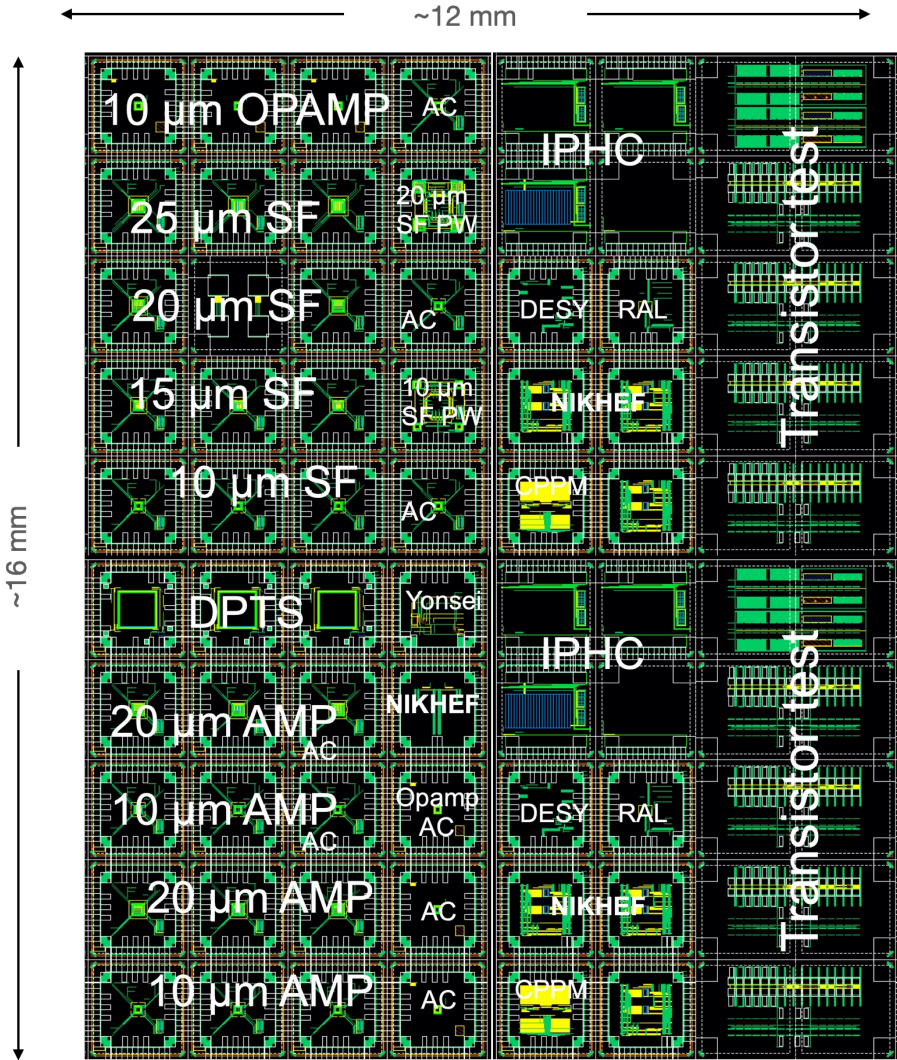 ~12 mm
~16 mm
10 µm OPAMP
AC
25 µm SF
20 µm
SF PW
20 µm SF
AC
15 µm SF
10 µm
SF PW
10 µm SF
AC
IPHC
DESY
RAL
NIKHEF
CPPM
Transistor test
DPTS
Yonsei
20 µm AMP
AC
NIKHEF
10 µm AMP
AC
Opamp
AC
20 µm AMP
AC
10 µm AMP
AC
IPHC
DESY
RAL
NIKHEF
CPPM
Transistor test